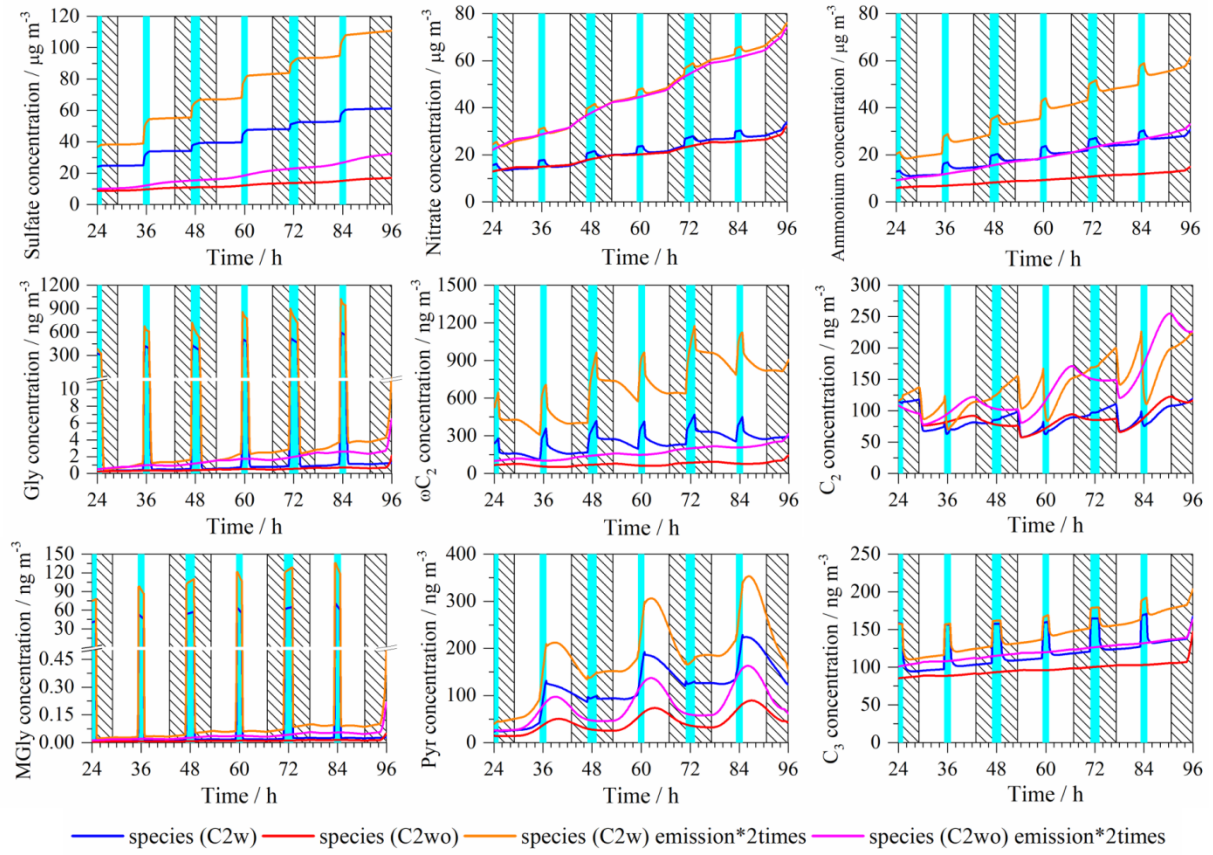 Sulfate concentration / μg m⁻³
120
100
80
60
40
20
0
24 36 48 60 72 84 96
Time / h
Nitrate concentration / μg m⁻³
80
60
40
20
0
24 36 48 60 72 84 96
Time / h
Ammonium concentration / μg m⁻³
80
60
40
20
0
24 36 48 60 72 84 96
Time / h
Gly concentration / ng m⁻³
1200
900
600
300
10
8
6
4
2
0
24 36 48 60 72 84 96
Time / h
ωC₂ concentration / ng m⁻³
1500
1200
900
600
300
0
24 36 48 60 72 84 96
Time / h
C₂ concentration / ng m⁻³
300
250
200
150
100
50
0
24 36 48 60 72 84 96
Time / h
MGly concentration / ng m⁻³
150
120
90
60
30
0.45
0.30
0.15
0.00
24 36 48 60 72 84 96
Time / h
Pyr concentration / ng m⁻³
400
300
200
100
0
24 36 48 60 72 84 96
Time / h
C₃ concentration / ng m⁻³
250
200
150
100
50
0
24 36 48 60 72 84 96
Time / h
species (C2w) species (C2wo) species (C2w) emission*2times species (C2wo) emission*2times